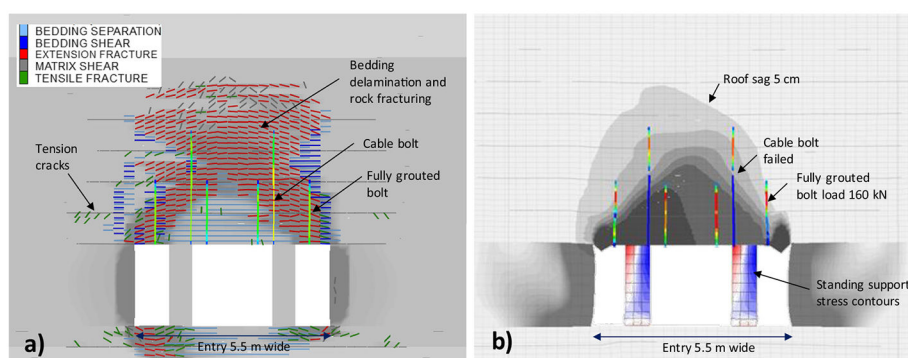 BEDDING SEPARATION
BEDDING SHEAR
EXTENSION FRACTURE
MATRIX SHEAR
TENSILE FRACTURE
Bedding
delamination and
rock fracturing
Tension
cracks
Cable bolt
Fully grouted
bolt
a)
Entry 5.5 m wide
Roof sag 5 cm
Cable bolt
failed
Fully grouted
bolt load 160 kN
Standing support
stress contours
b)
Entry 5.5 m wide